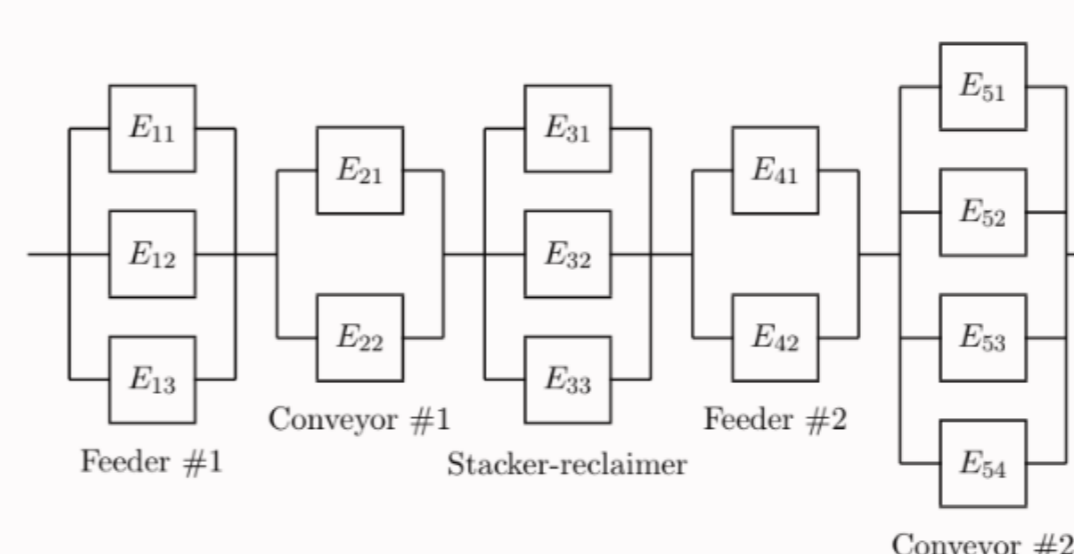 E11
E12
E13
Feeder #1
E21
E22
Conveyor #1
E31
E32
E33
Stacker-reclaimer
E41
E42
Feeder #2
E51
E52
E53
E54
Conveyor #2